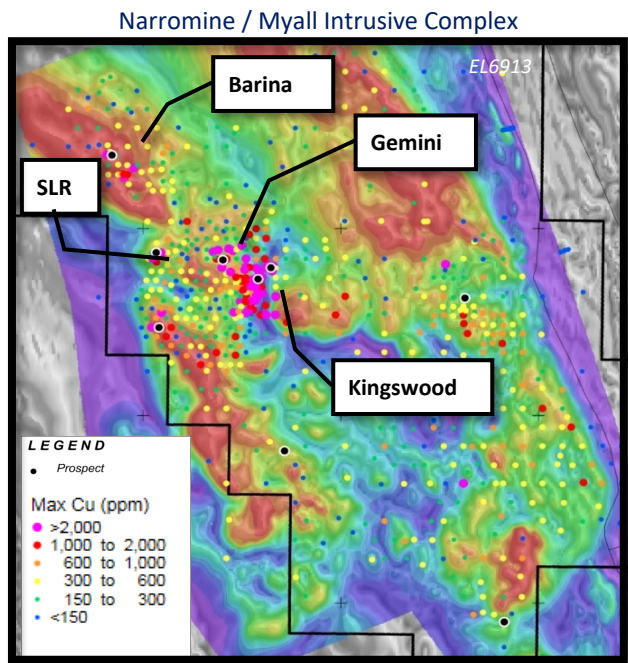 Narromine / Myall Intrusive Complex
EL6913
Barina
Gemini
SLR
Kingswood
LEGEND
Prospect
Max Cu (ppm)
>2,000
1,000 to 2,000
600 to 1,000
300 to 600
150 to 300
<150